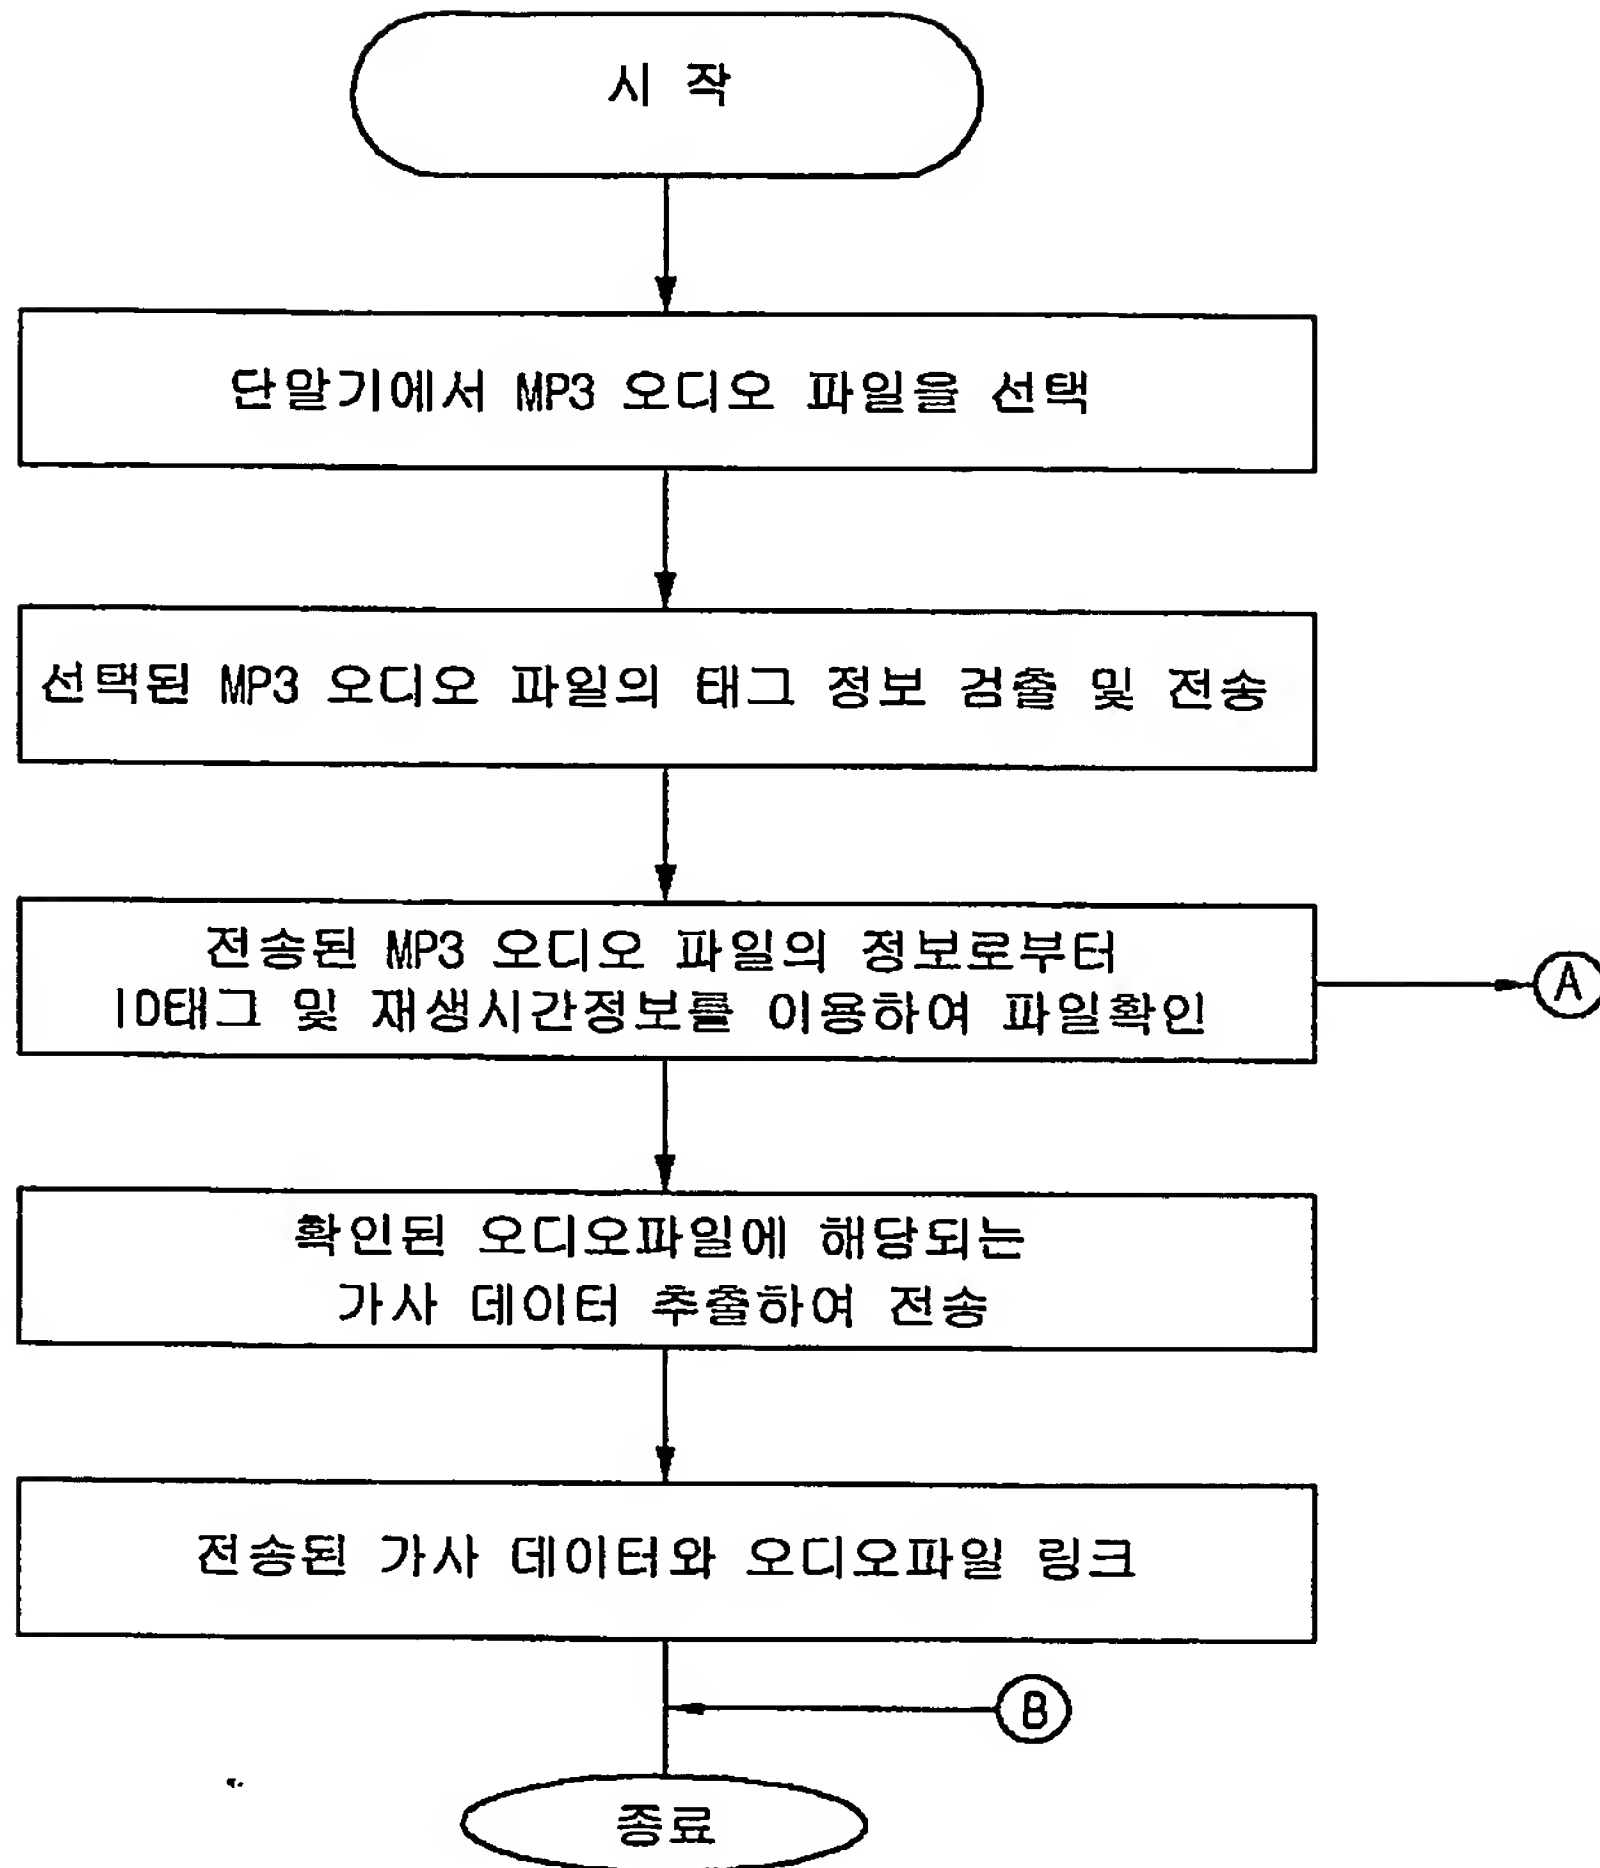 시 작
단말기에서 MP3 오디오 파일을 선택
선택된 MP3 오디오 파일의 태그 정보 검출 및 전송
전송된 MP3 오디오 파일의 정보로부터
ID태그 및 재생시간정보를 이용하여 파일확인
A
확인된 오디오파일에 해당되는
가사 데이터 추출하여 전송
전송된 가사 데이터와 오디오파일 링크
B
종료